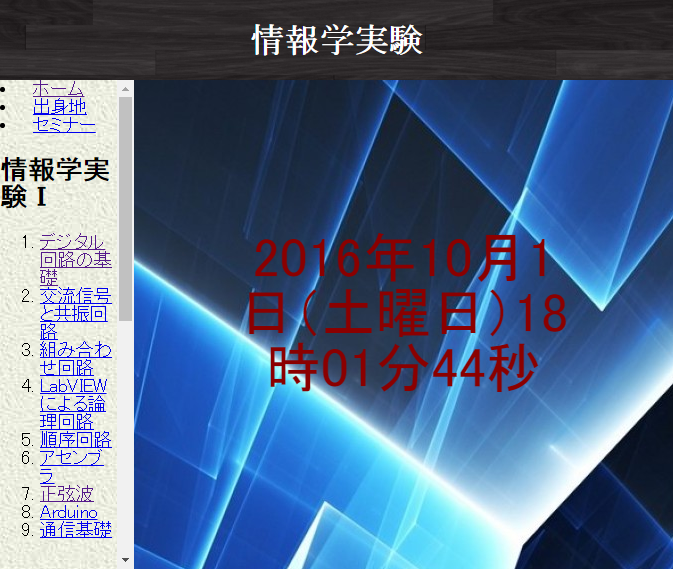 情報学実験
ホーム
出身地
セミナー
情報学実
験Ⅰ
1. デジタル
回路の基
礎
2. 交流信号
と共振回
路
3. 組み合わ
せ回路
4. LabVIEW
による論
理回路
5. 順序回路
6. アセンブ
ラ
7. 正弦波
8. Arduino
9. 通信基礎
2016年10月1
日(土曜日)18
時01分44秒